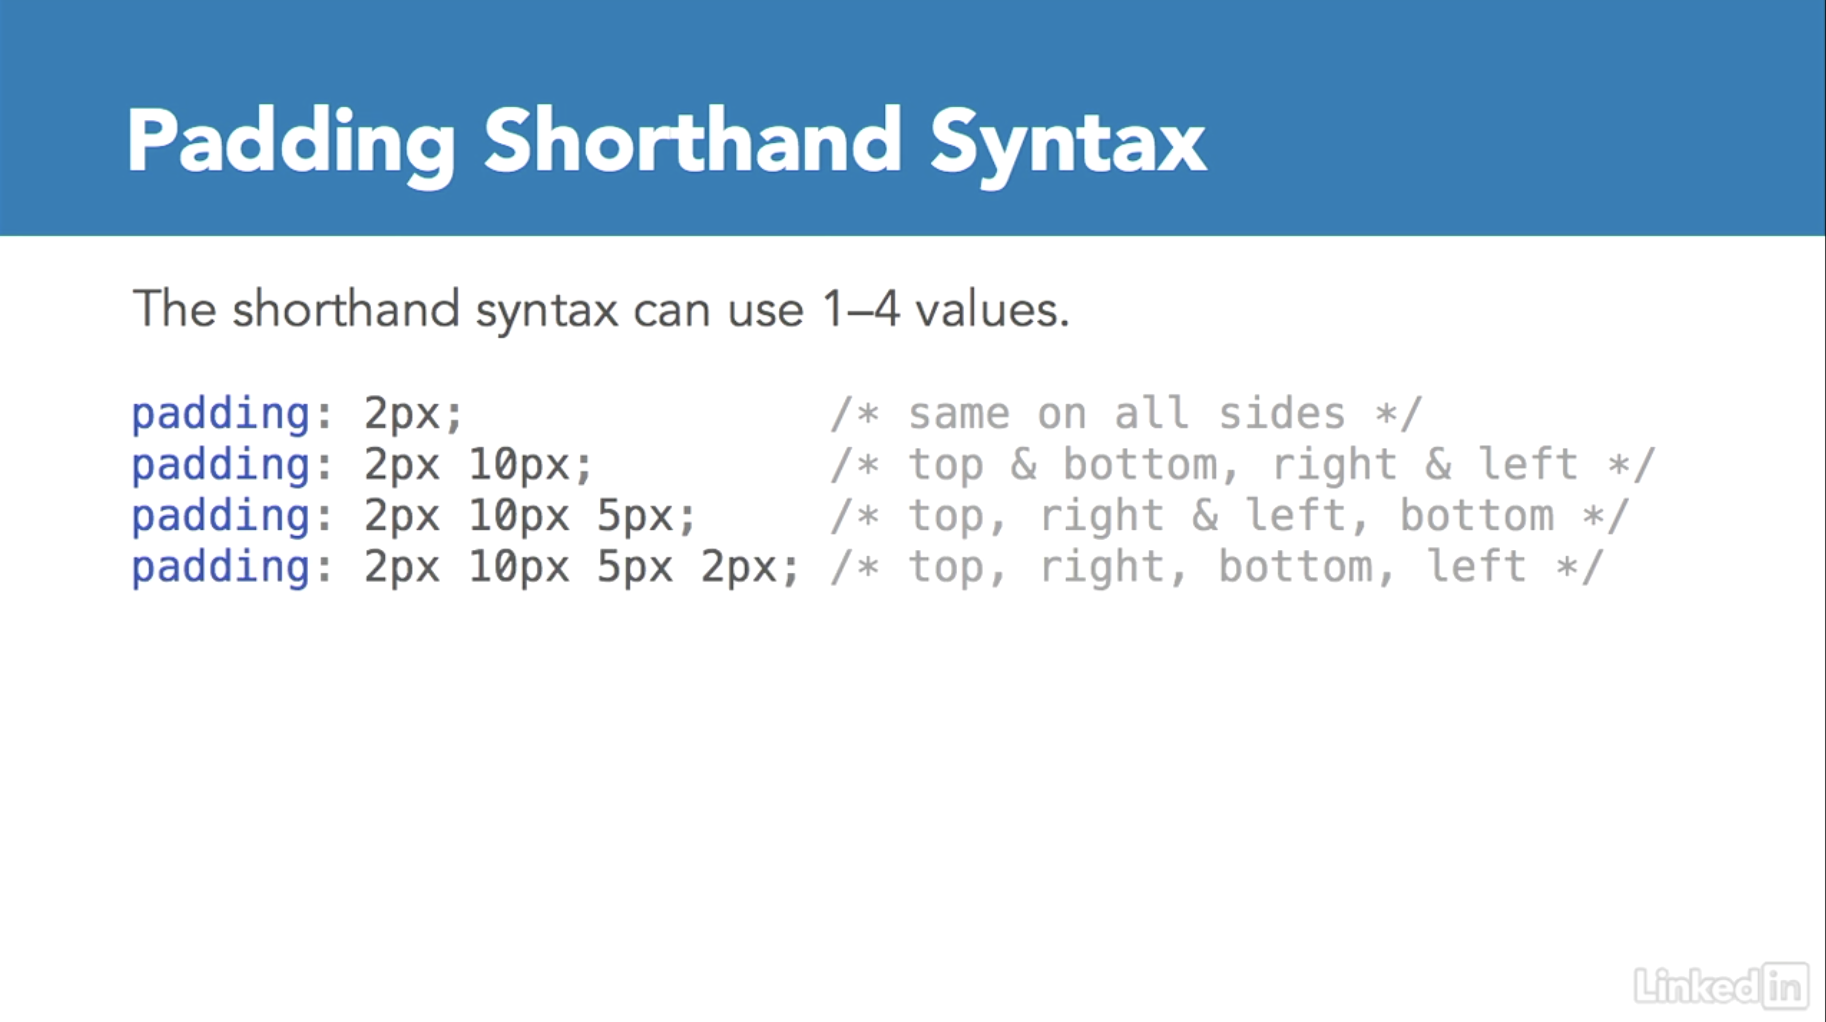 Padding Shorthand Syntax
The shorthand syntax can use 1–4 values.
padding: 2px; /* same on all sides */
padding: 2px 10px; /* top & bottom, right & left */
padding: 2px 10px 5px; /* top, right & left, bottom */
padding: 2px 10px 5px 2px; /* top, right, bottom, left */
Linked in